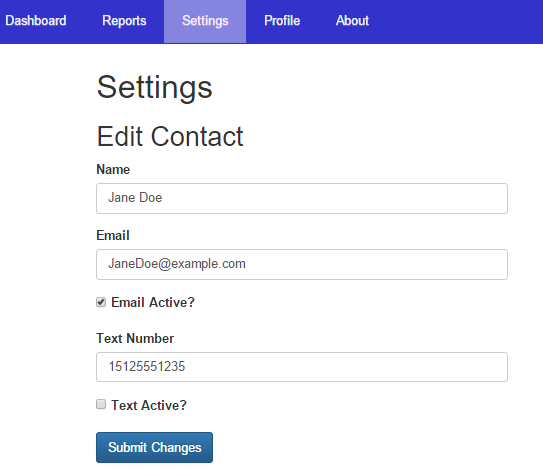 Dashboard Reports Settings Profile About
Settings
Edit Contact
Name
Jane Doe
Email
JaneDoe@example.com
Email Active?
Text Number
15125551235
Text Active?
Submit Changes